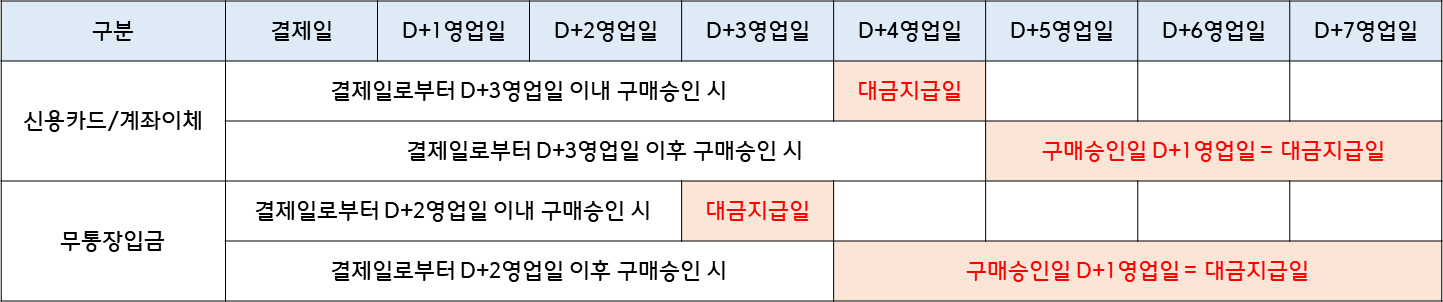 구분 결제일 D+1영업일 D+2영업일 D+3영업일 D+4영업일 D+5영업일 D+6영업일 D+7영업일
신용카드/계좌이체
결제일로부터 D+3영업일 이내 구매승인 시 대금지급일
결제일로부터 D+3영업일 이후 구매승인 시 구매승인일 D+1영업일 = 대금지급일
무통장입금
결제일로부터 D+2영업일 이내 구매승인 시 대금지급일
결제일로부터 D+2영업일 이후 구매승인 시 구매승인일 D+1영업일 = 대금지급일